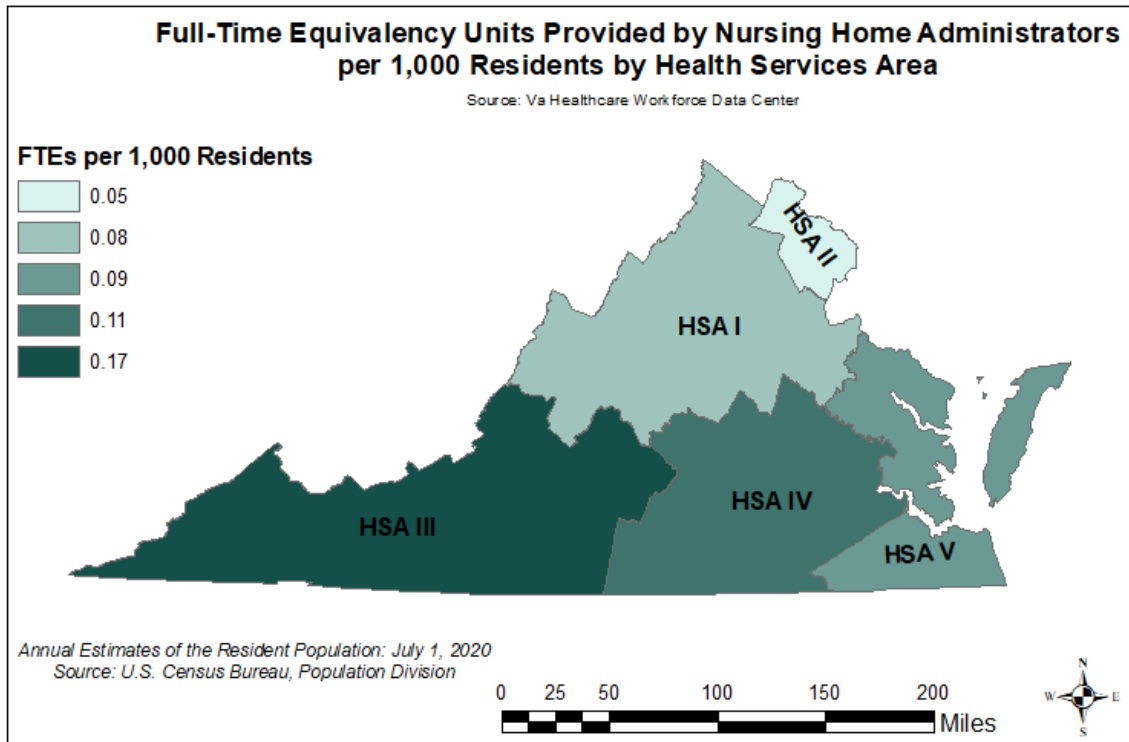 Full-Time Equivalency Units Provided by Nursing Home Administrators
per 1,000 Residents by Health Services Area
Source: Va Healthcare Workforce Data Center
FTEs per 1,000 Residents
0.05
0.08
0.09
0.11
0.17
HSA II
HSA I
HSA IV
HSA III
HSA V
Annual Estimates of the Resident Population: July 1, 2020
Source: U.S. Census Bureau, Population Division
0 25 50 100 150 200
Miles
N
W E
S